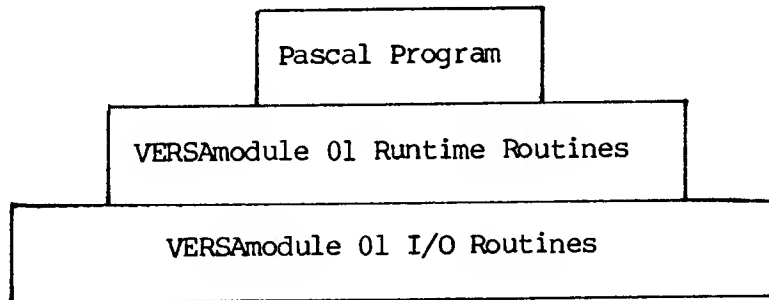 Pascal Program
VERSAmodule 01 Runtime Routines
VERSAmodule 01 I/O Routines